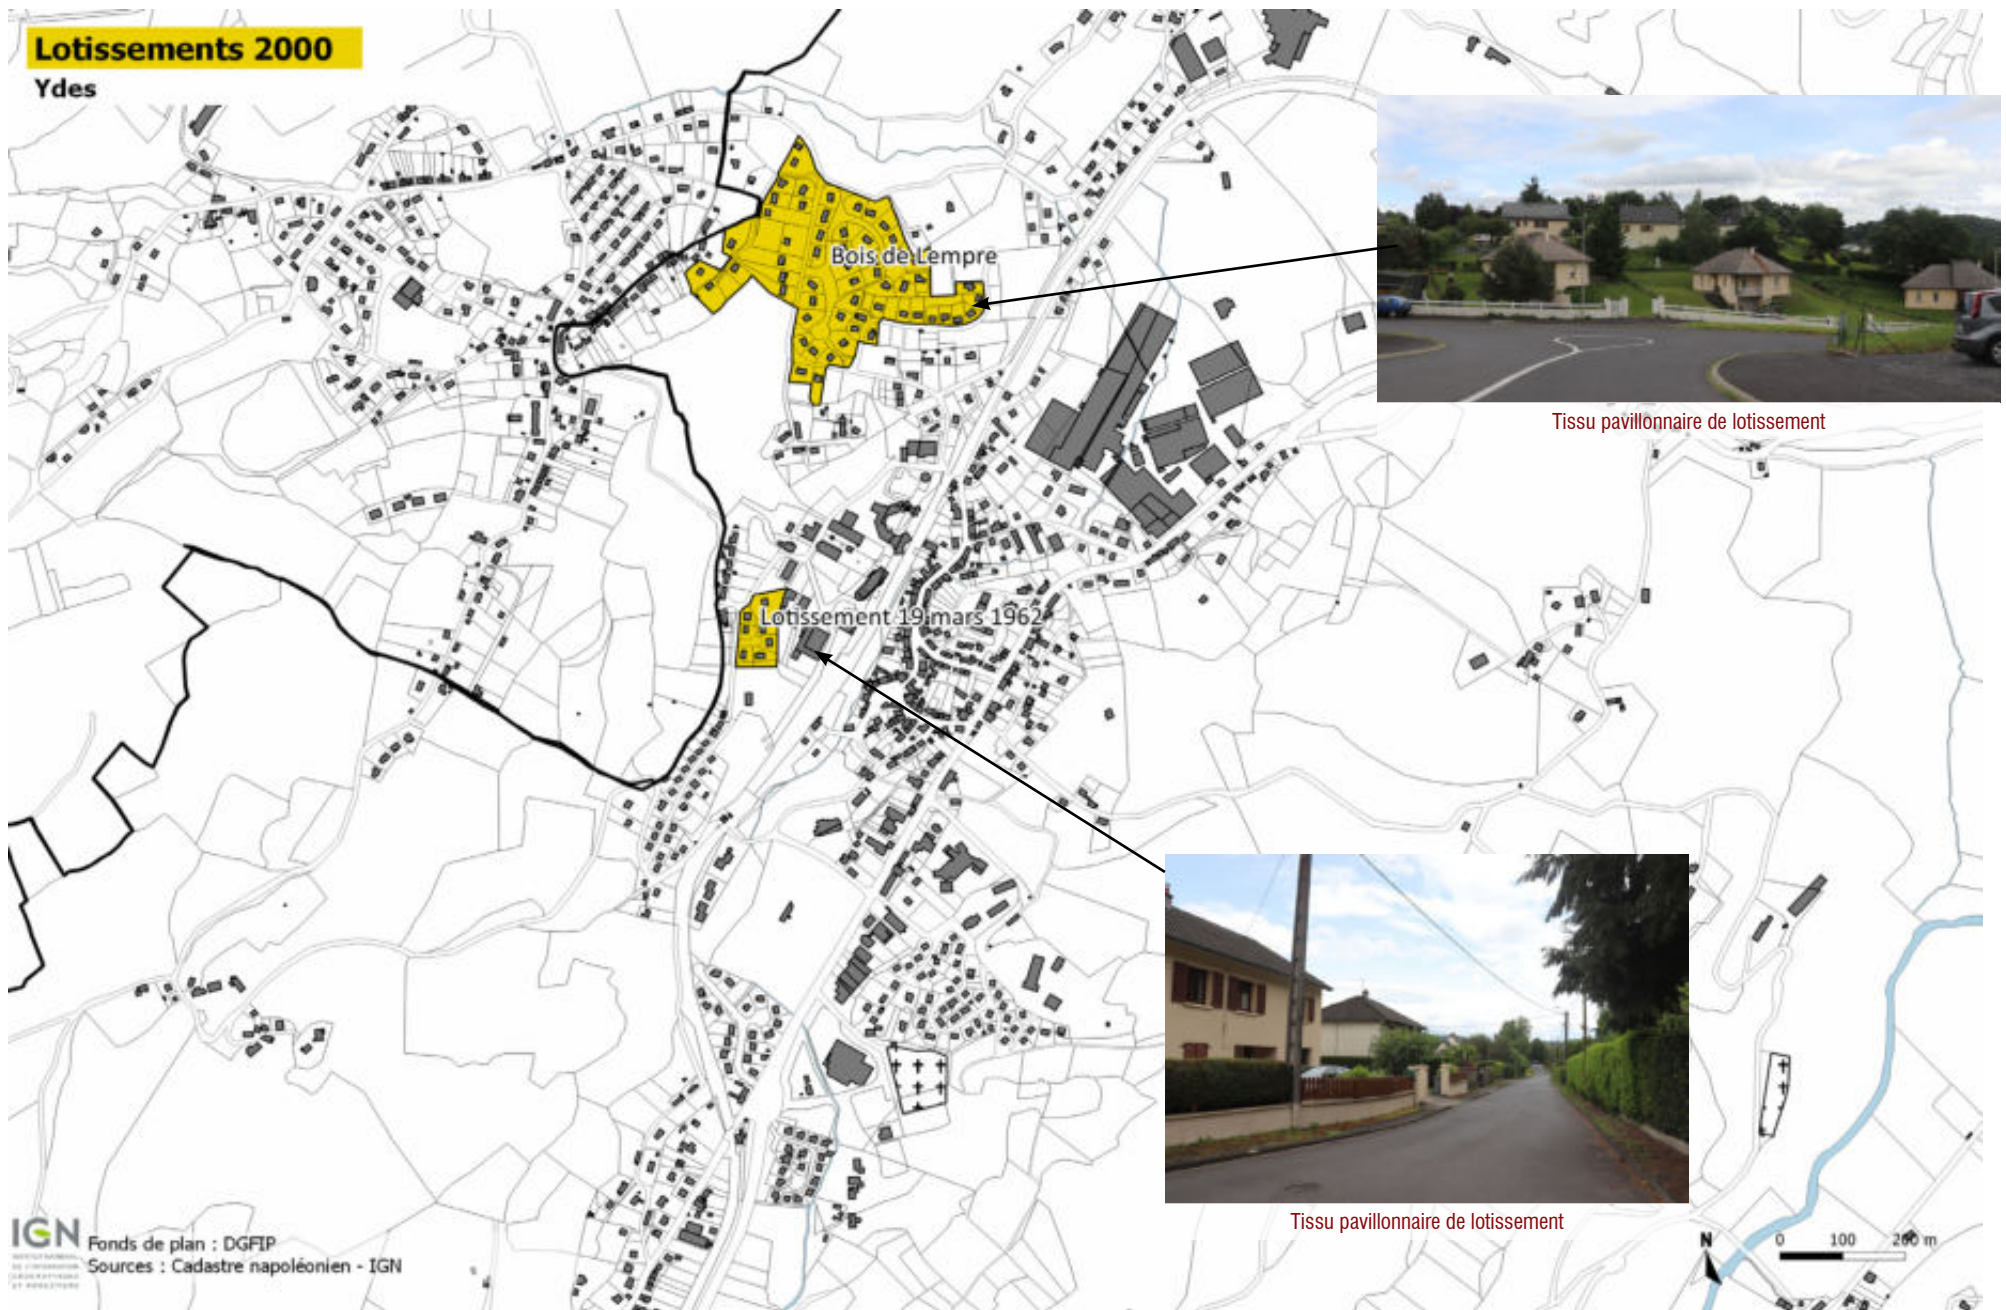 Lotissements 2000
Ydes
Bois de Lempre
Tissu pavillonnaire de lotissement
Lotissement 19 mars 1962
Tissu pavillonnaire de lotissement
IGN
Fonds de plan : DGFIP
Sources : Cadastre napoléonien - IGN
N
0 100 200 m